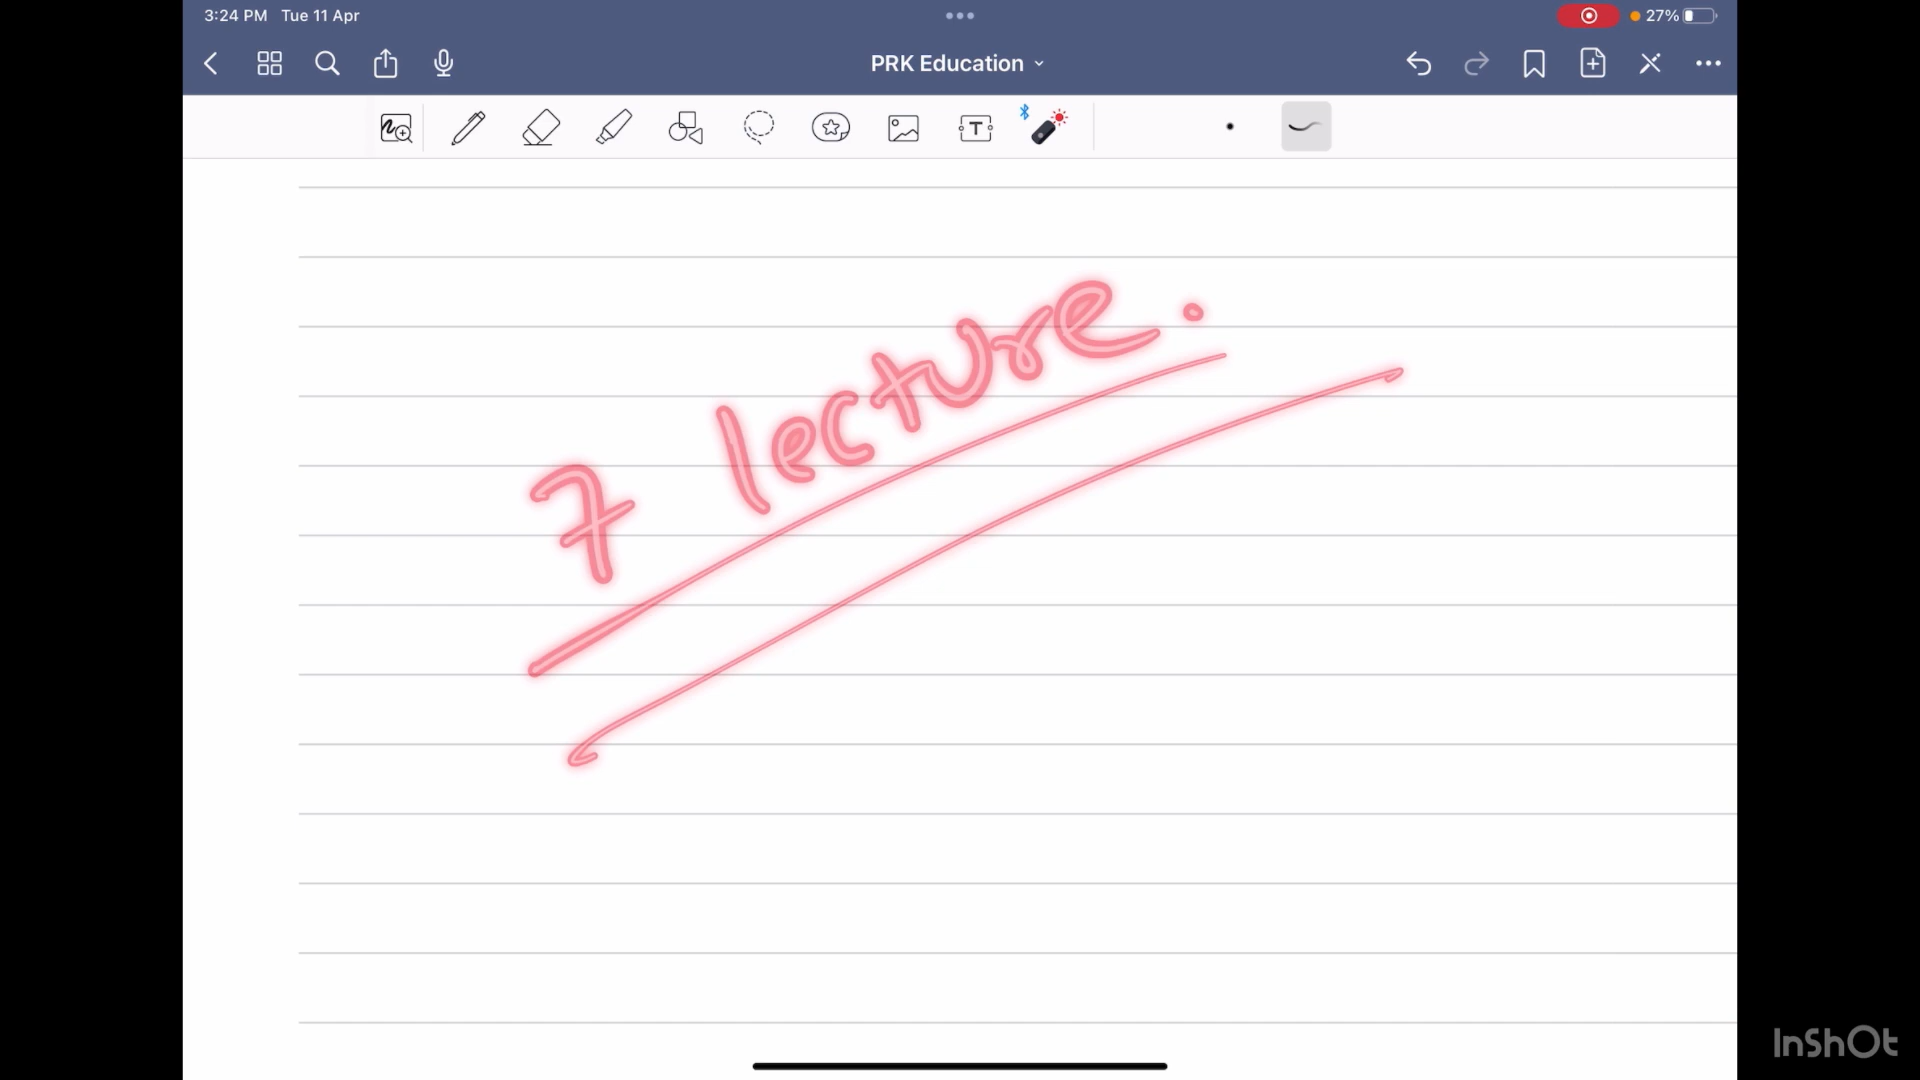 3:24 PM Tue 11 Apr
27%
PRK Education
T
7 lecture.
InShOt